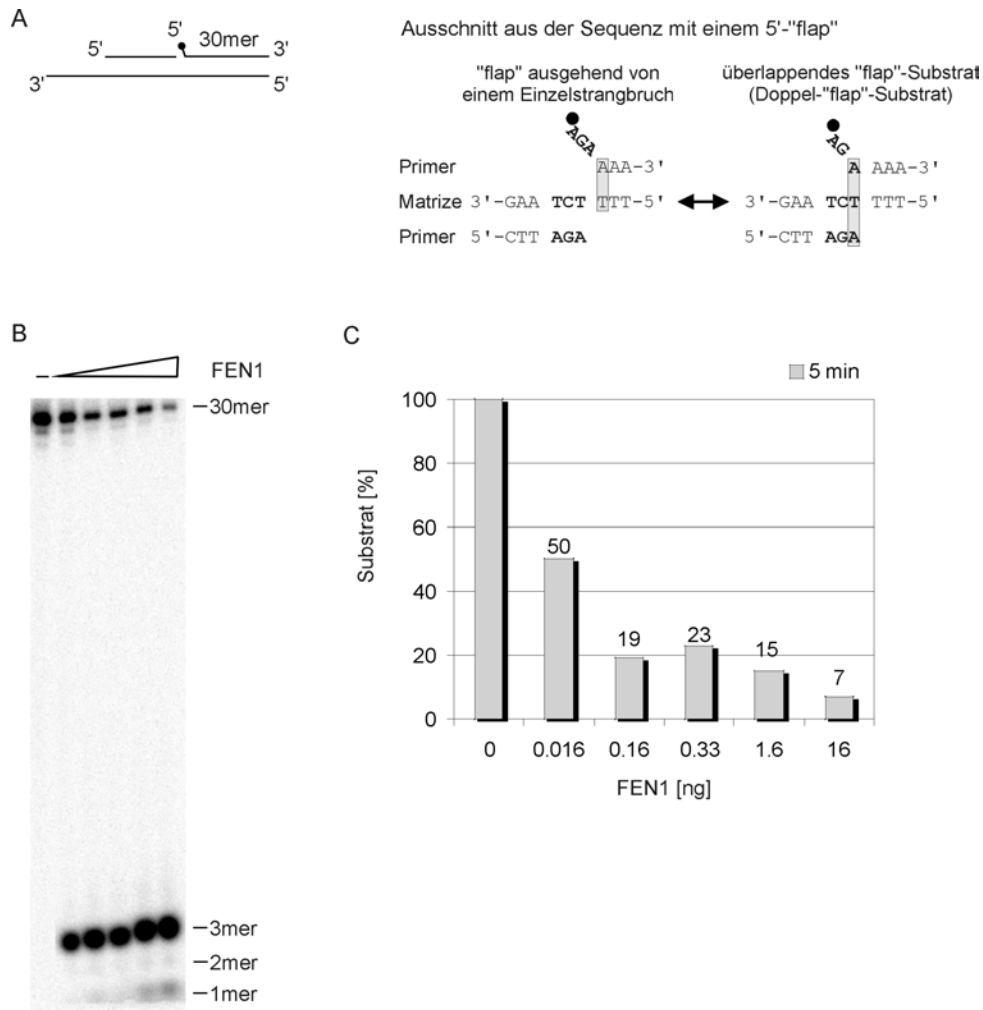 A
5'
5'
30mer
3'
3'
5'
Ausschnitt aus der Sequenz mit einem 5'-"flap"
"flap" ausgehend von
einem Einzelstrangbruch
überlappendes "flap"-Substrat
(Doppel-"flap"-Substrat)
AGA
AG
Primer AAA-3' A AAA-3'
Matrize 3'-GAA TCT TTT-5' 3'-GAA TCT TTT-5'
Primer 5'-CTT AGA 5'-CTT AGA
B
– FEN1
–30mer
–3mer
–2mer
–1mer
C
5 min
Substrat [%]
100
80
60
40
20
0
50
19
23
15
7
0 0.016 0.16 0.33 1.6 16
FEN1 [ng]